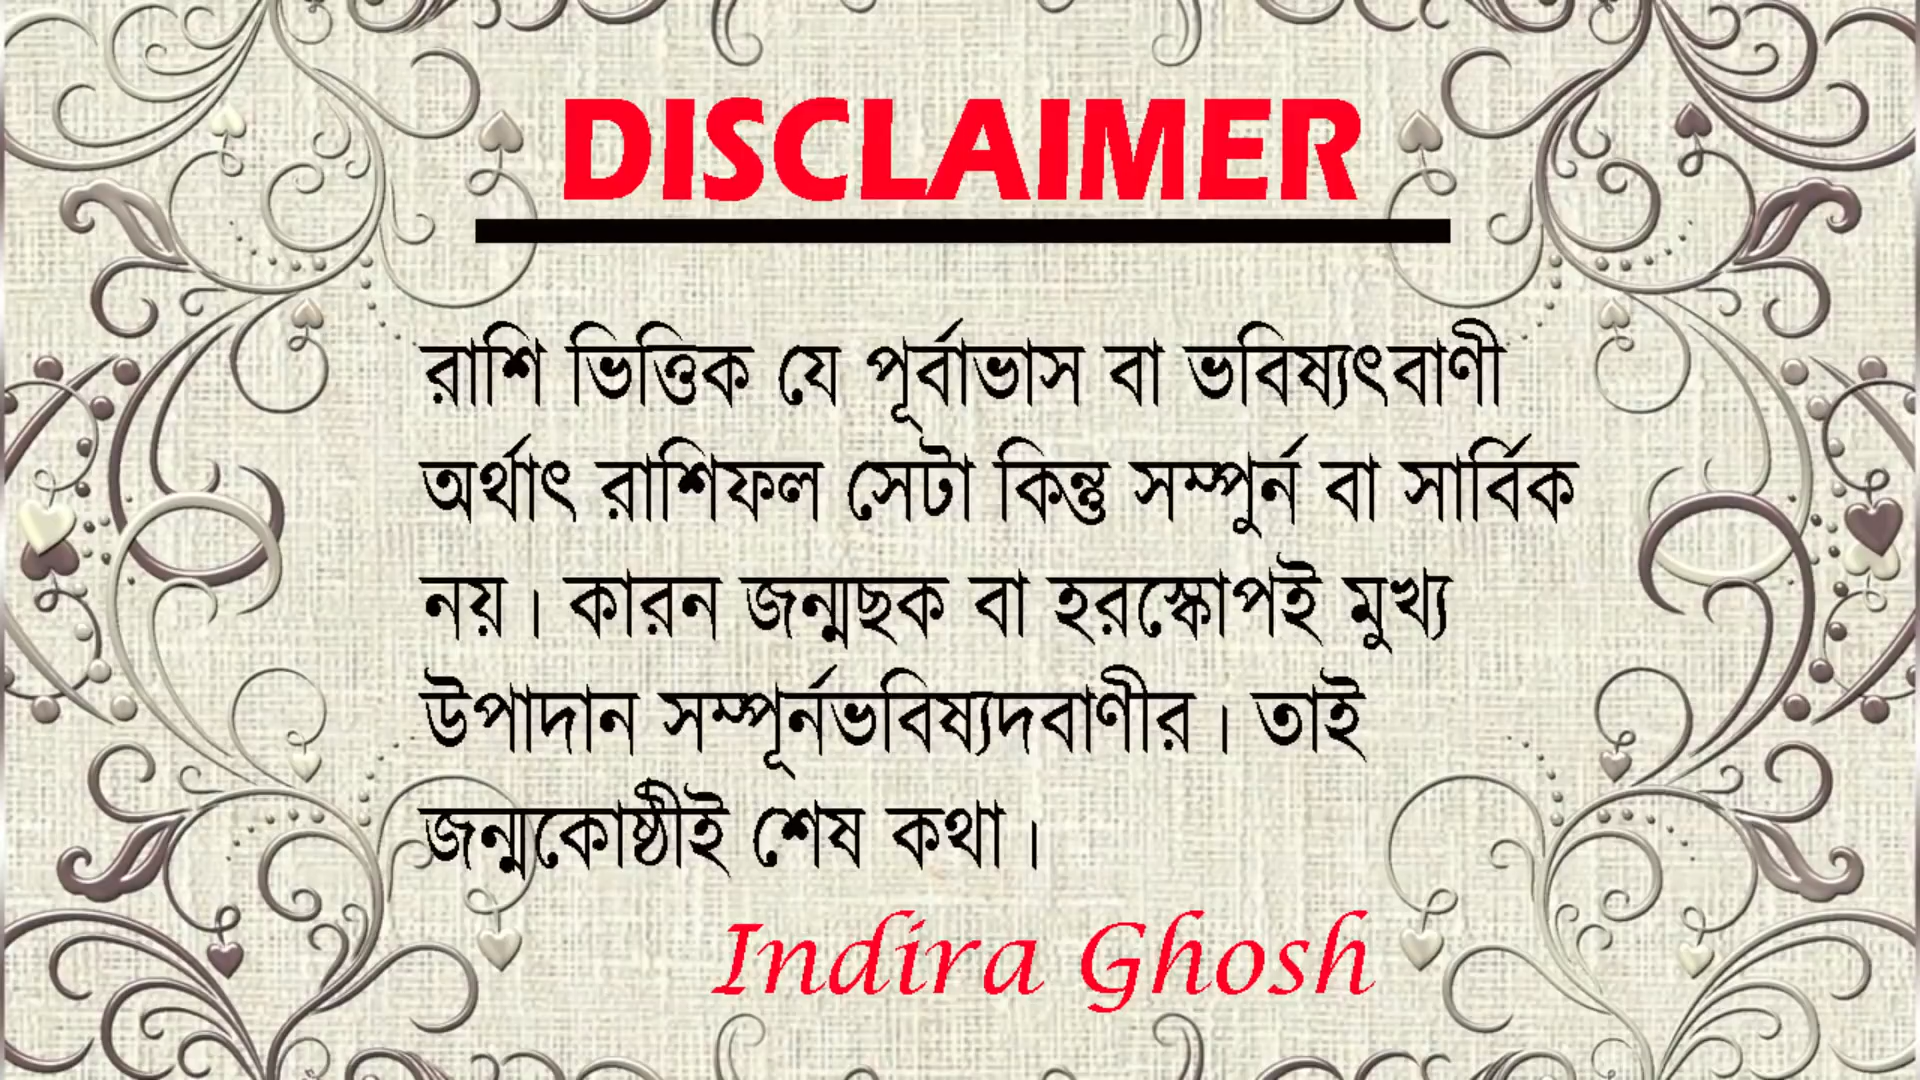 DISCLAIMER
রাশি ভিত্তিক যে পূর্বাভাস বা ভবিষ্যৎবাণী
অর্থাৎ রাশিফল সেটা কিন্তু সম্পুর্ন বা সার্বিক
নয়। কারন জন্মছক বা হরস্কোপই মুখ্য
উপাদান সম্পূর্নভবিষ্যদবাণীর। তাই
জন্মকোষ্ঠীই শেষ কথা।
Indira Ghosh